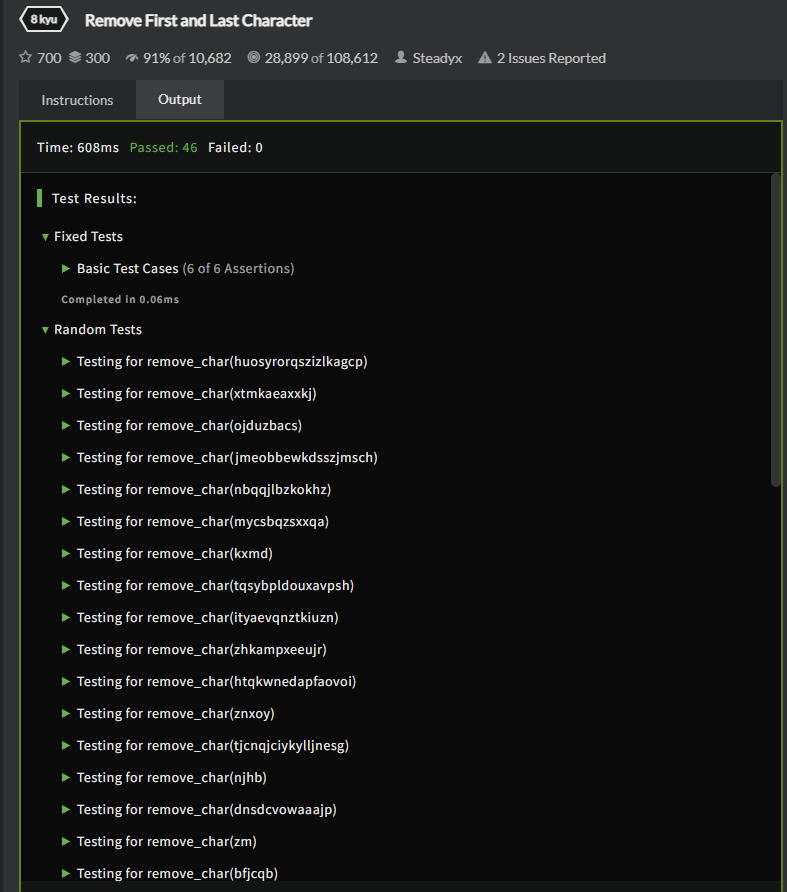 8 kyu Remove First and Last Character
700 300 91% of 10,682 28,899 of 108,612 Steadyx 2 Issues Reported
Instructions Output
Time: 608ms Passed: 46 Failed: 0
Test Results:
Fixed Tests
Basic Test Cases (6 of 6 Assertions)
Completed in 0.06ms
Random Tests
Testing for remove_char(huosyrorqszizlkagcp)
Testing for remove_char(xtmkaeaxxkj)
Testing for remove_char(ojduzbacs)
Testing for remove_char(jmeobbewkdsszjmsch)
Testing for remove_char(nbqqjlbzkokhz)
Testing for remove_char(mycsbqzsxxqa)
Testing for remove_char(kxmd)
Testing for remove_char(tqsybpldouxavpsh)
Testing for remove_char(ityaevqnztkiuzn)
Testing for remove_char(zhkampxeeujr)
Testing for remove_char(htqkwnedapfaovoi)
Testing for remove_char(znxoy)
Testing for remove_char(tjcnqjciykylljnesg)
Testing for remove_char(njhb)
Testing for remove_char(dnsdcvowaaajp)
Testing for remove_char(zm)
Testing for remove_char(bfjcqb)